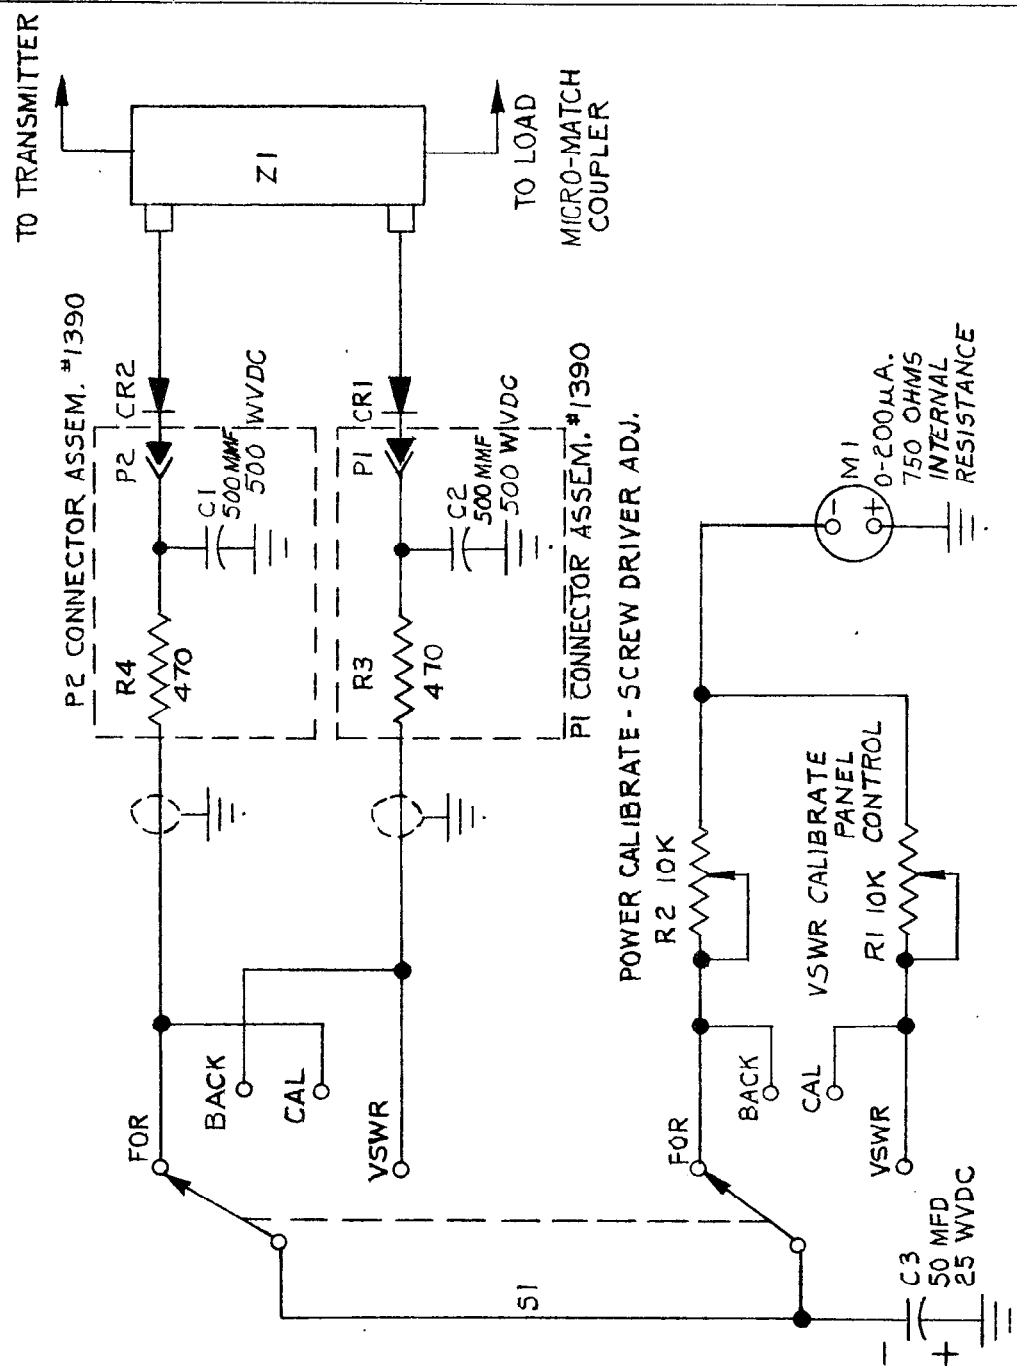 TO TRANSMITTER
Z1
TO LOAD
MICRO-MATCH
COUPLER
P2 CONNECTOR ASSEM. #1390
P2
CR2
C1
500 MMF
500 WVDC
R4
470
P1
CR1
C2
500 MMF
500 WVDC
R3
470
P1 CONNECTOR ASSEM. #1390
POWER CALIBRATE - SCREW DRIVER ADJ.
R2 10K
VSWR CALIBRATE
PANEL
CONTROL
R1 10K
M1
0-200µA.
750 OHMS
INTERNAL
RESISTANCE
-
+
FOR
BACK
CAL
VSWR
FOR
BACK
CAL
VSWR
S1
C3
50 MFD
25 WVDC
-
+